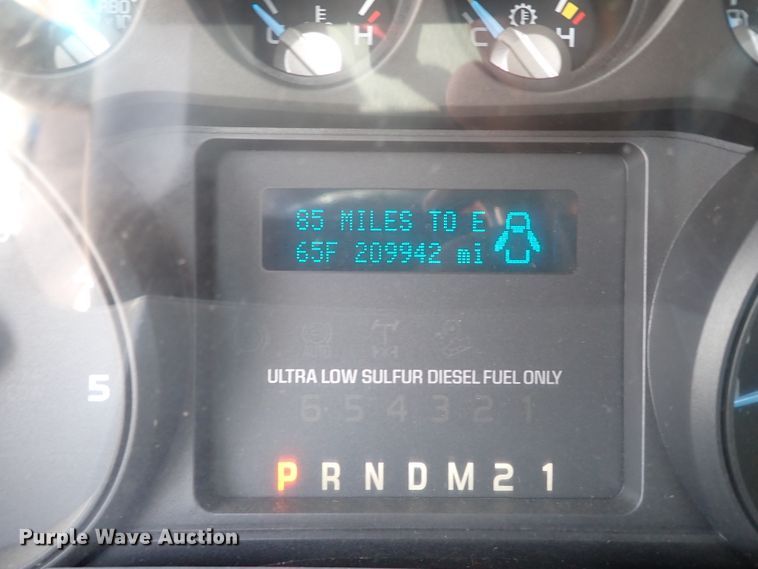 C H
C H
85 MILES TO E
65F 209942 mi
ULTRA LOW SULFUR DIESEL FUEL ONLY
6 5 4 3 2 1
5
P R N D M 2 1
Purple Wave Auction